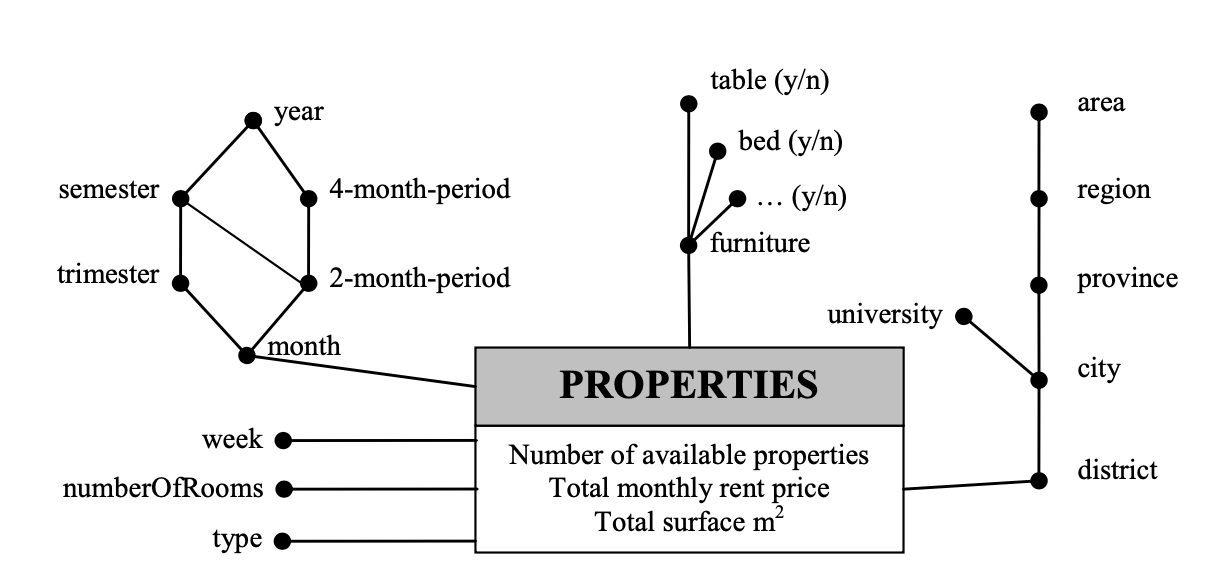 table (y/n)
area
year
bed (y/n)
semester
4-month-period
… (y/n)
region
furniture
trimester
2-month-period
province
university
month
city
PROPERTIES
week
Number of available properties
district
numberOfRooms
Total monthly rent price
Total surface m²
type